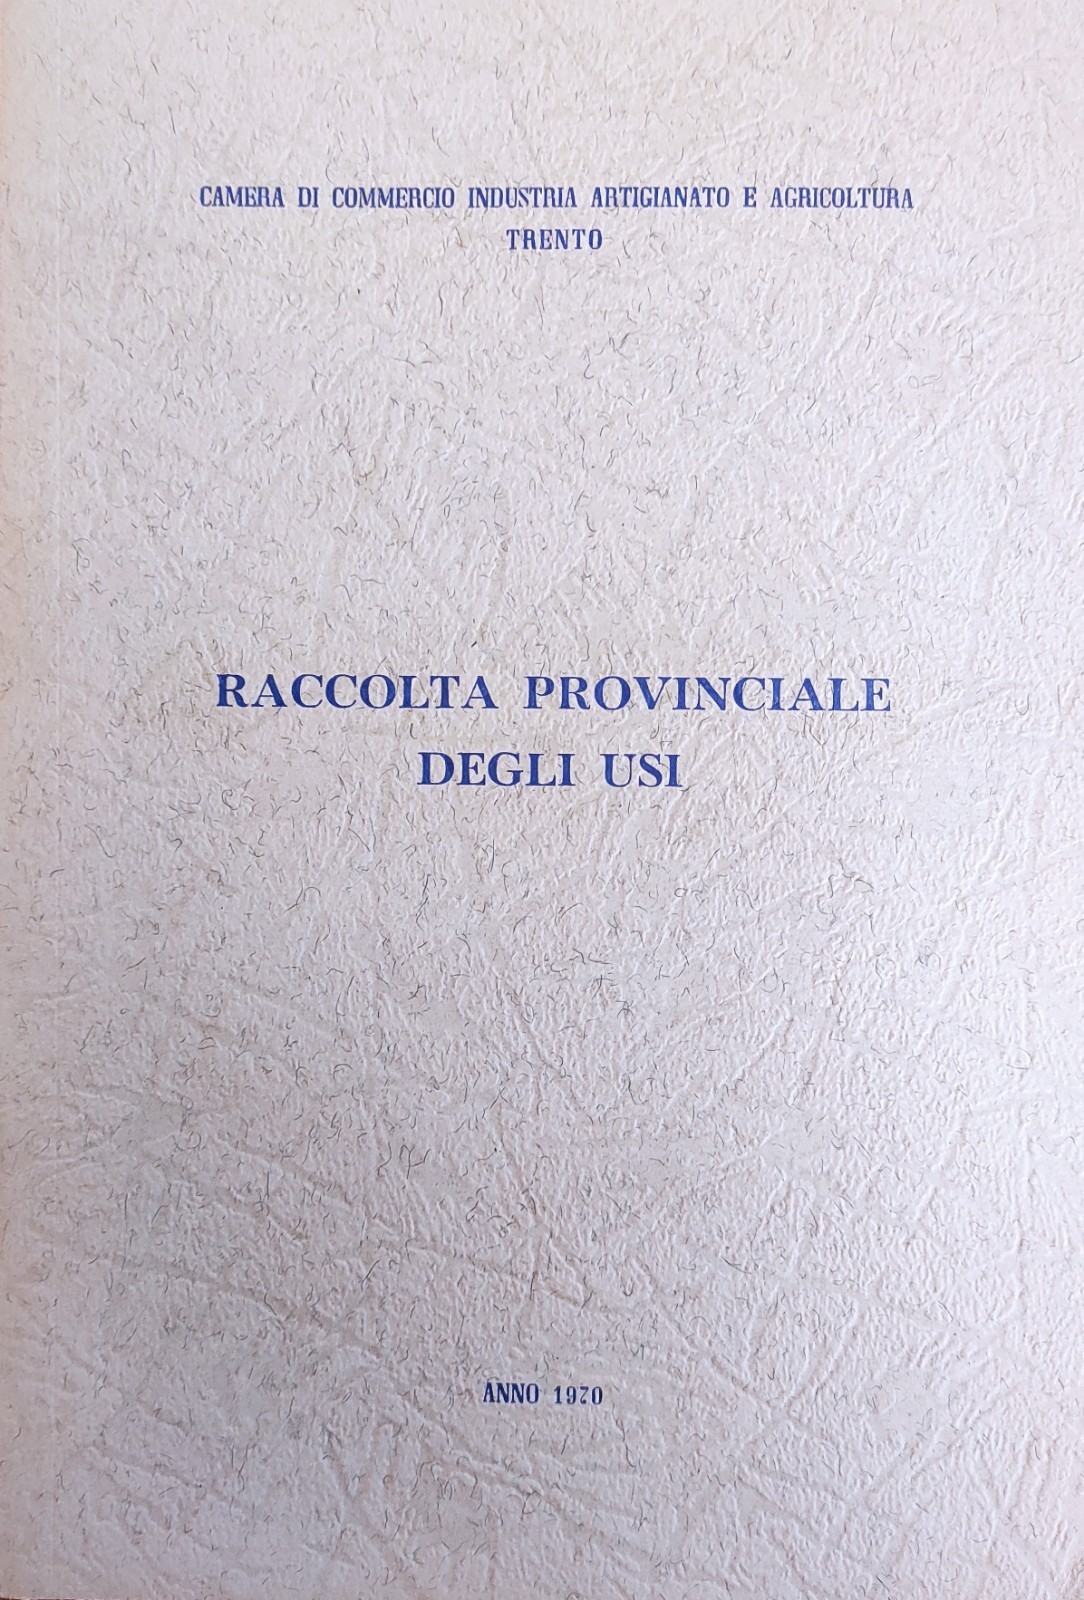 CAMERA DI COMMERCIO INDUSTRIA ARTIGIANATO E AGRICOLTURA
TRENTO
RACCOLTA PROVINCIALE
DEGLI USI
ANNO 1970